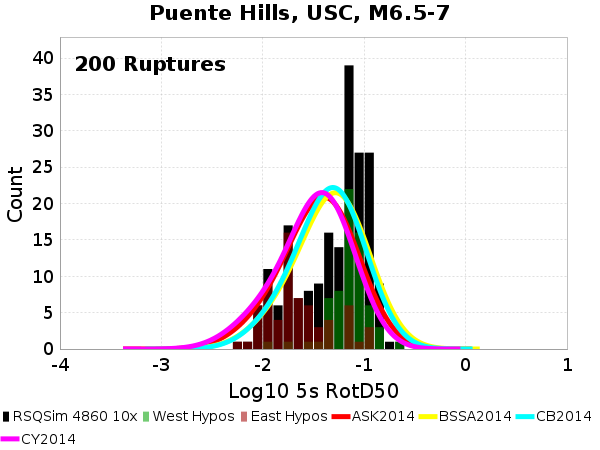 Puente Hills, USC, M6.5-7
200 Ruptures
Count
40
35
30
25
20
15
10
5
0
-4 -3 -2 -1 0 1
Log10 5s RotD50
RSQSim 4860 10x West Hypos East Hypos ASK2014 BSSA2014 CB2014
CY2014